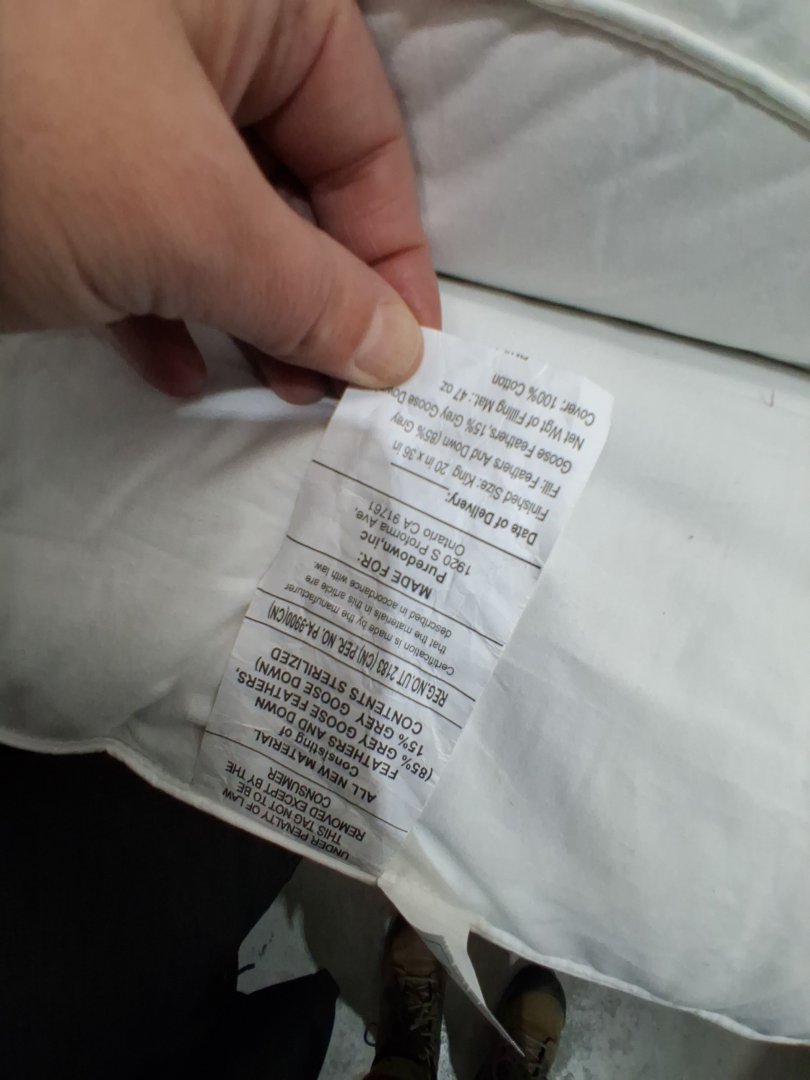 UNDER PENALTY OF LAW
THIS TAG NOT TO BE
REMOVED EXCEPT BY THE
CONSUMER
ALL NEW MATERIAL
Consisting of
FEATHERS AND DOWN
(85% GREY GOOSE FEATHERS,
15% GREY GOOSE DOWN)
CONTENTS STERILIZED
REG.NO.UT 2183 (CN) PER. NO. PA-9900(CN)
Certification is made by the manufacturer
that the materials in this article are
described in accordance with law.
MADE FOR:
Puredown,inc
1920 S Proforma Ave,
Ontario CA 91761
Date of Delivery:
Finished Size: King 20 in x 36 in
Fill: Feathers And Down (85% Grey
Goose Feathers, 15% Grey Goose Down
Net Wgt of Filling Mat.: 47 oz
Cover: 100% Cotton